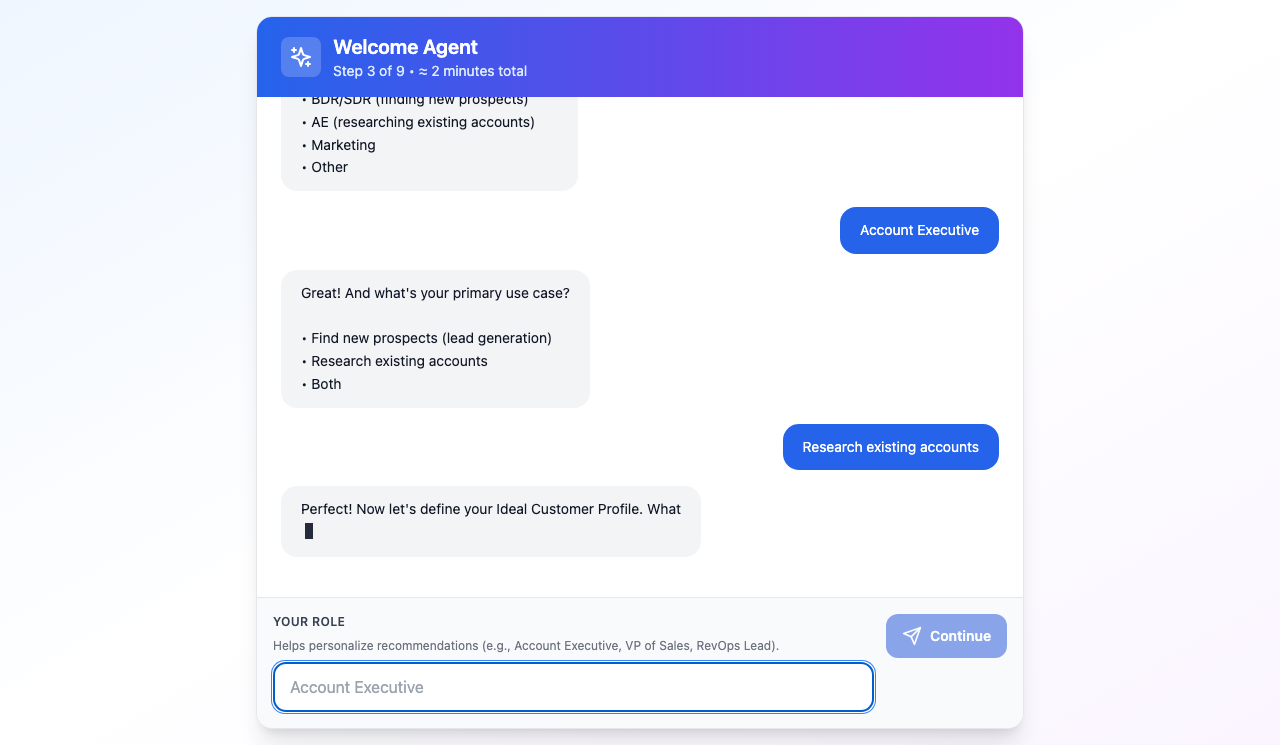 Welcome Agent
Step 3 of 9 • ≈ 2 minutes total
• BDR/SDR (finding new prospects)
• AE (researching existing accounts)
• Marketing
• Other
Account Executive
Great! And what's your primary use case?
• Find new prospects (lead generation)
• Research existing accounts
• Both
Research existing accounts
Perfect! Now let's define your Ideal Customer Profile. What
YOUR ROLE
Helps personalize recommendations (e.g., Account Executive, VP of Sales, RevOps Lead).
Account Executive
Continue